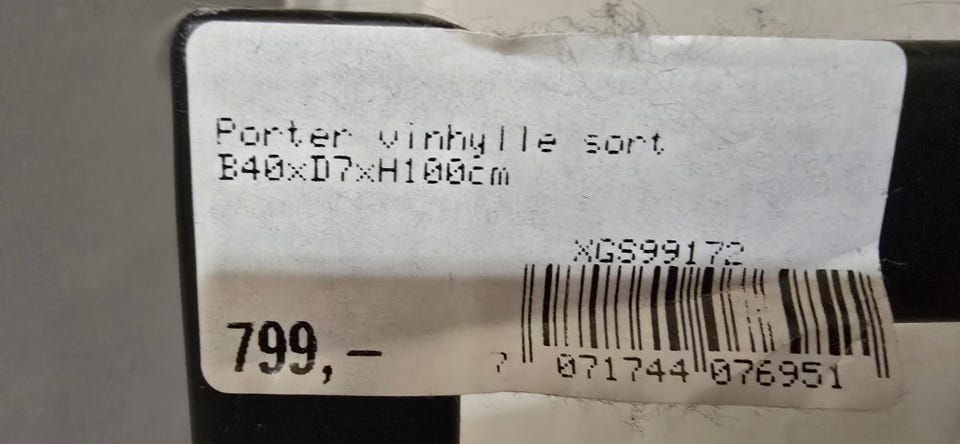 Porter vinhylle sort
B40xD7xH100cm
XGS99172
799,-
7 071744 076951